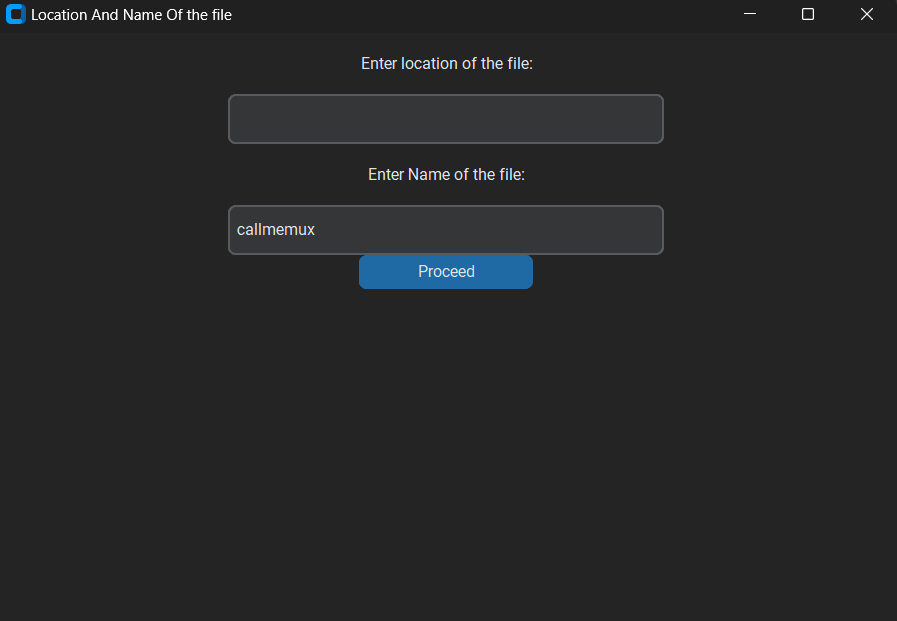 Location And Name Of the file
Enter location of the file:
Enter Name of the file:
callmemux
Proceed